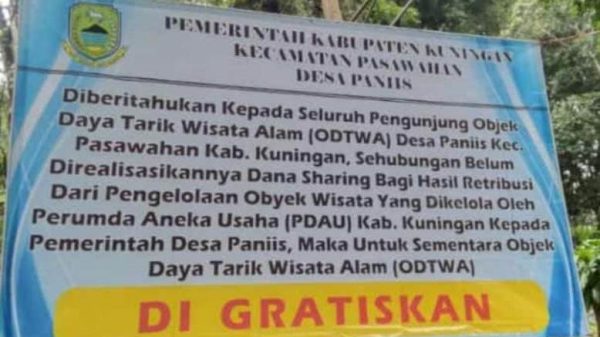 PEMERINTAH KABUPATEN KUNINGAN
KECAMATAN PASAWAHAN
DESA PANIIS
Diberitahukan Kepada Seluruh Pengunjung Objek
Daya Tarik Wisata Alam (ODTWA) Desa Paniis Kec.
Pasawahan Kab. Kuningan, Sehubungan Belum
Direalisasikannya Dana Sharing Bagi Hasil Retribusi
Dari Pengelolaan Obyek Wisata Yang Dikelola Oleh
Perumda Aneka Usaha (PDAU) Kab. Kuningan Kepada
Pemerintah Desa Paniis, Maka Untuk Sementara Objek
Daya Tarik Wisata Alam (ODTWA)
DI GRATISKAN